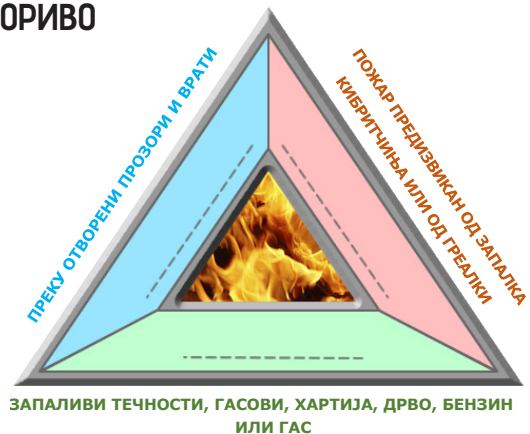 ОРИВО
ПРЕКУ ОТВОРЕНИ ПРОЗОРИ И ВРАТИ
ПОЖАР ПРЕДИЗВИКАН ОД ЗАПАЛКА
КИБРИТЧИЊА ИЛИ ОД ГРЕАЛКИ
ЗАПАЛИВИ ТЕЧНОСТИ, ГАСОВИ, ХАРТИЈА, ДРВО, БЕНЗИН
ИЛИ ГАС